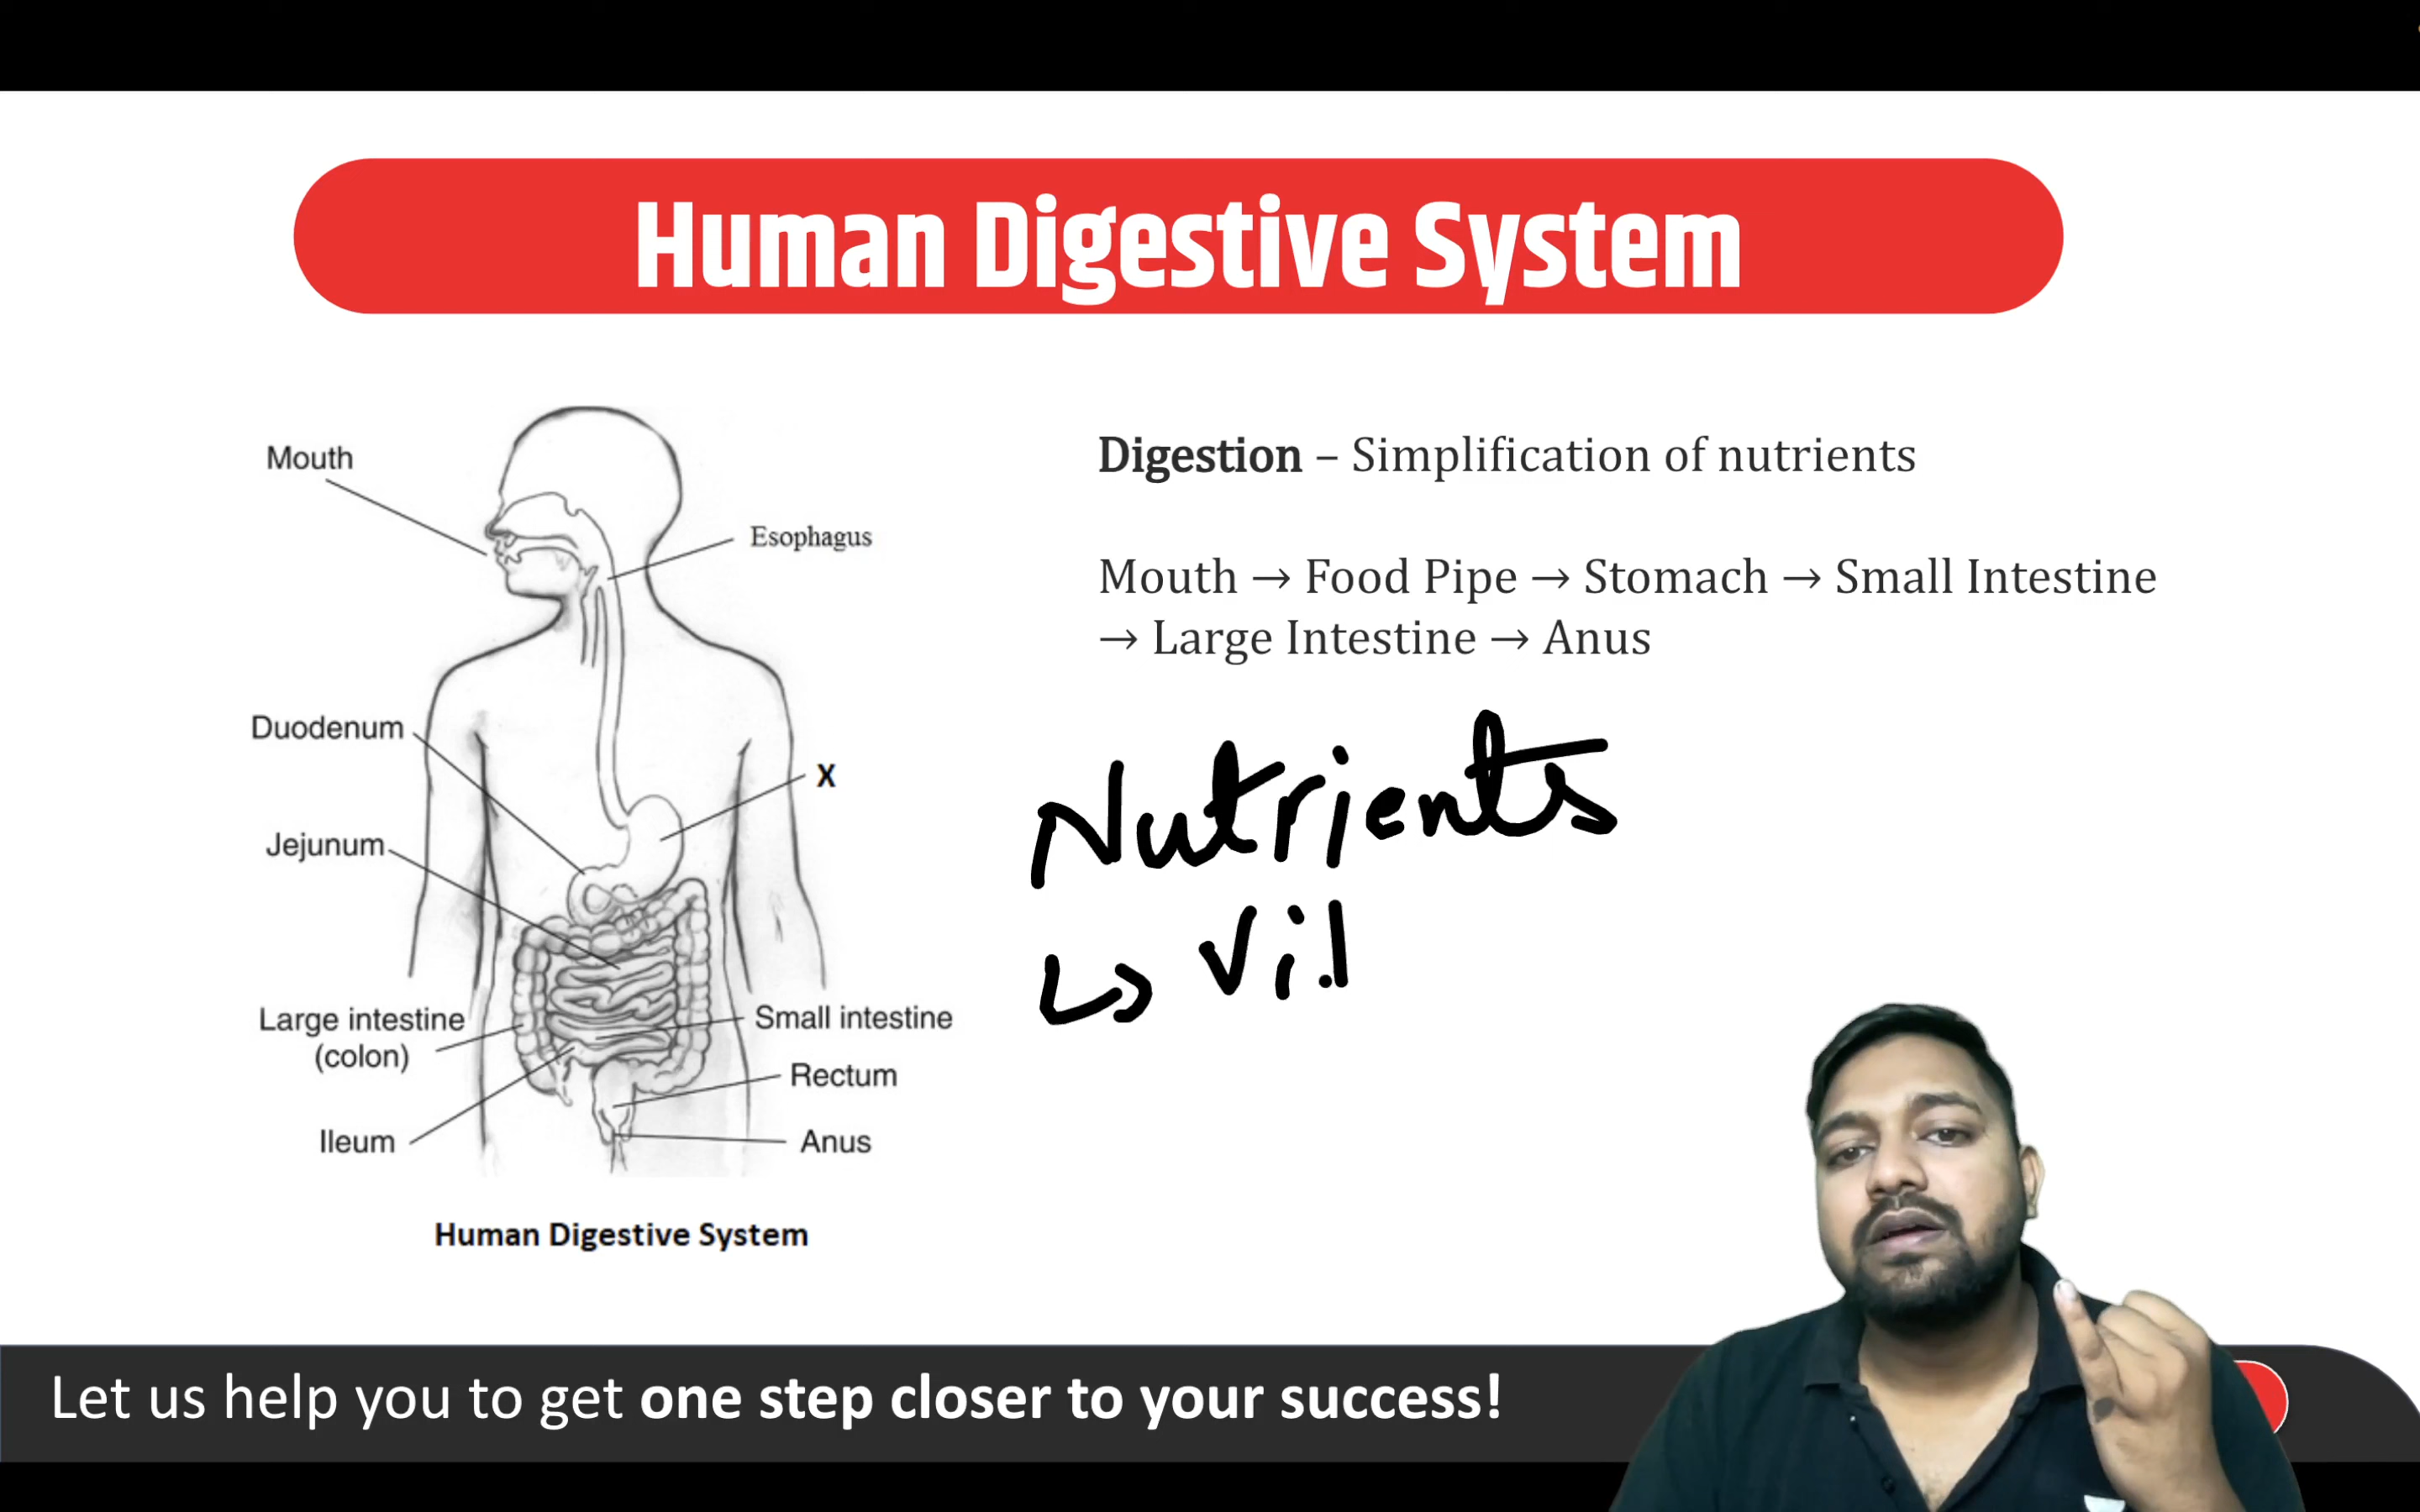 Human Digestive System
Mouth
Esophagus
Duodenum
X
Jejunum
Large intestine
(colon)
Small intestine
Rectum
Ileum
Anus
Human Digestive System
Digestion – Simplification of nutrients
Mouth → Food Pipe → Stomach → Small Intestine
→ Large Intestine → Anus
Nutrients
↳ Vil
Let us help you to get one step closer to your success!